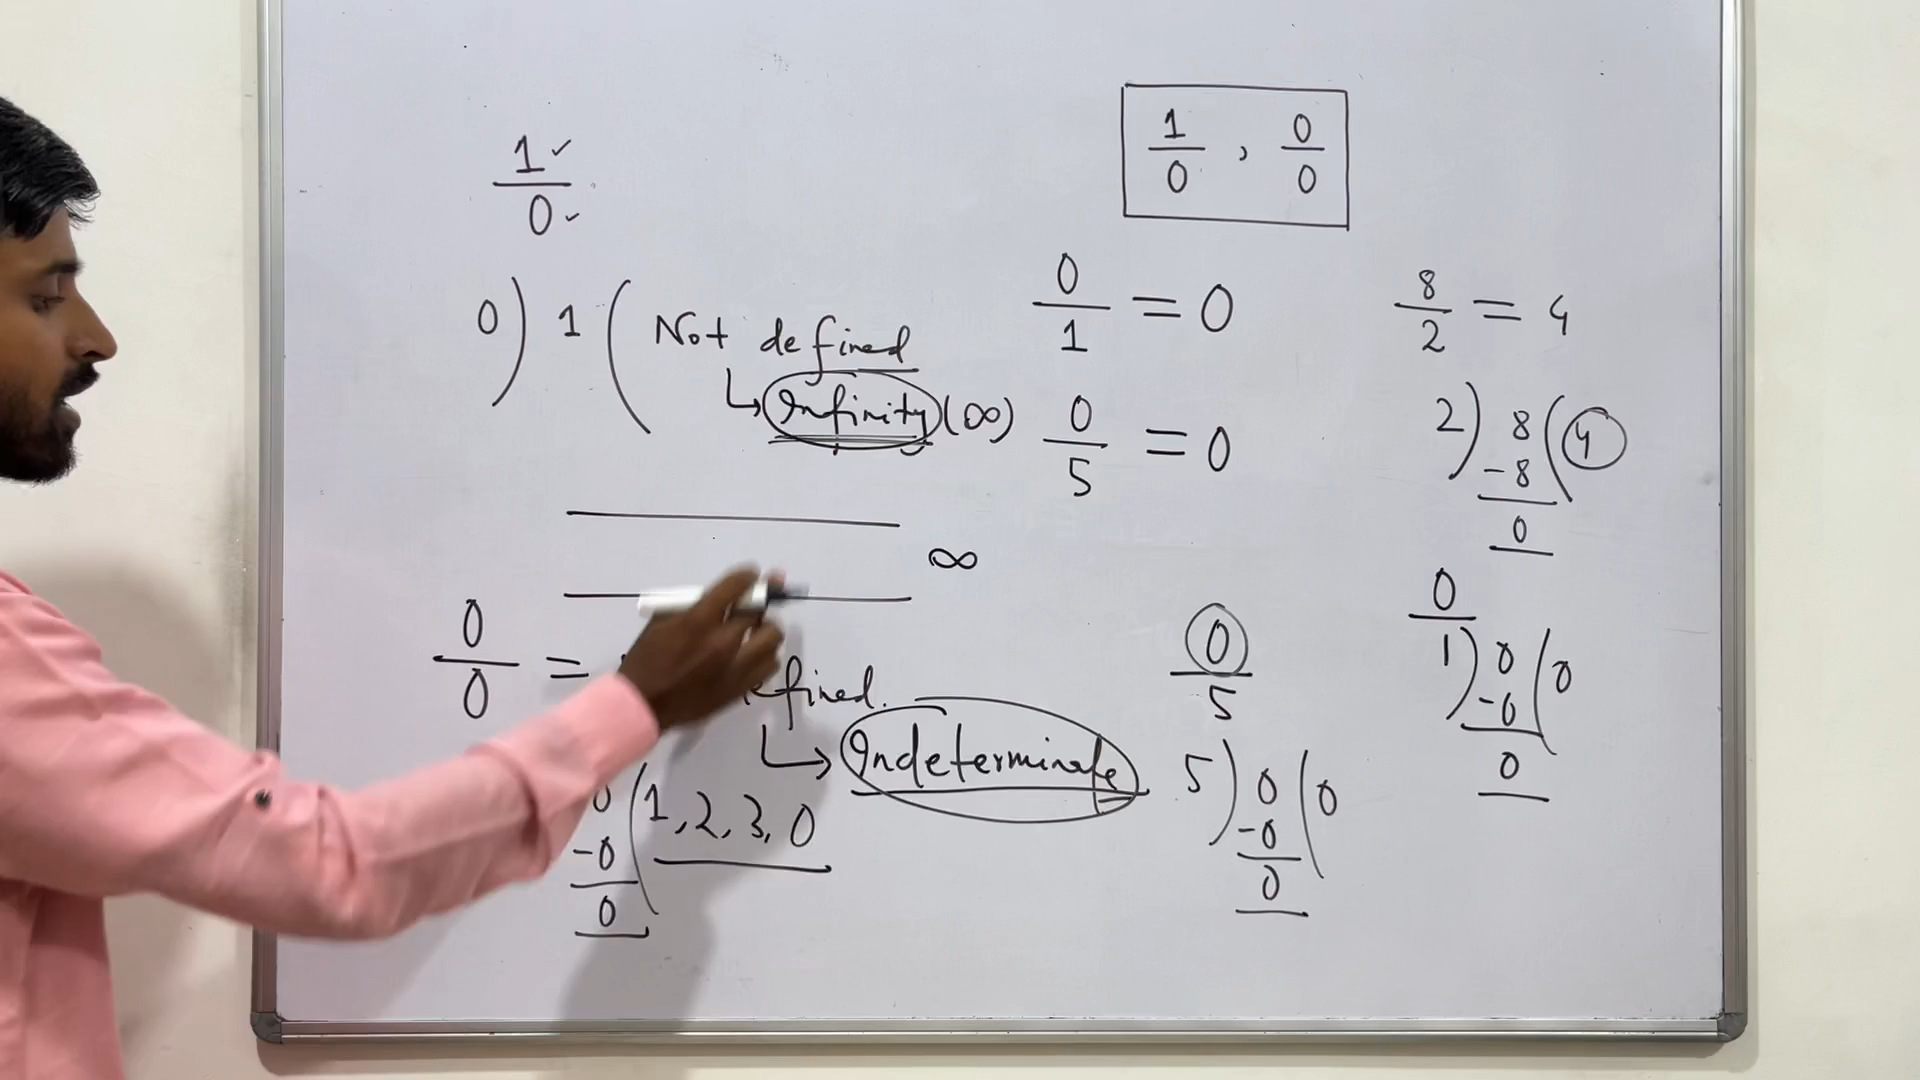 1 ✓
0 ✓
0 ) 1 ( Not defined
↳ Infinity (∞)
∞
0/0 =
efined.
↳ Indeterminate
0 ( 1, 2, 3, 0
-0
0
1/0 , 0/0
0/1 = 0
0/5 = 0
0/5
5 ) 0 ( 0
-0
0
8/2 = 4
2 ) 8 ( 4
-8
0
0
1 ) 0 ( 0
-0
0